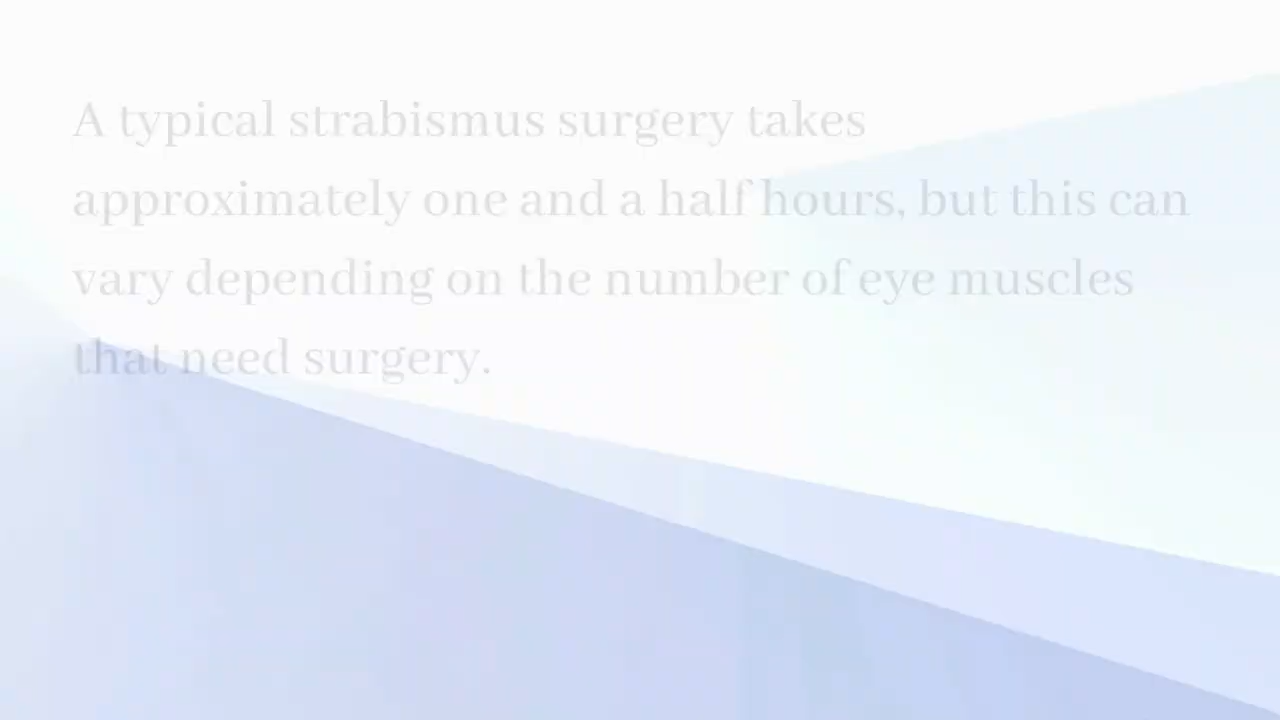 A typical strabismus surgery takes
approximately one and a half hours, but this can
vary depending on the number of eye muscles
that need surgery.